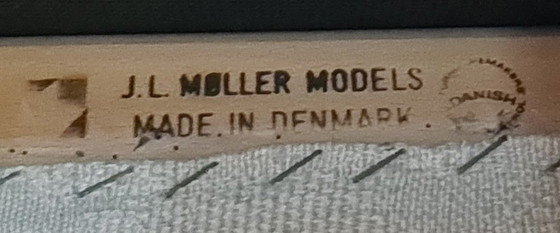 J.L. MØLLER MODELS
MADE IN DENMARK.
DANISH